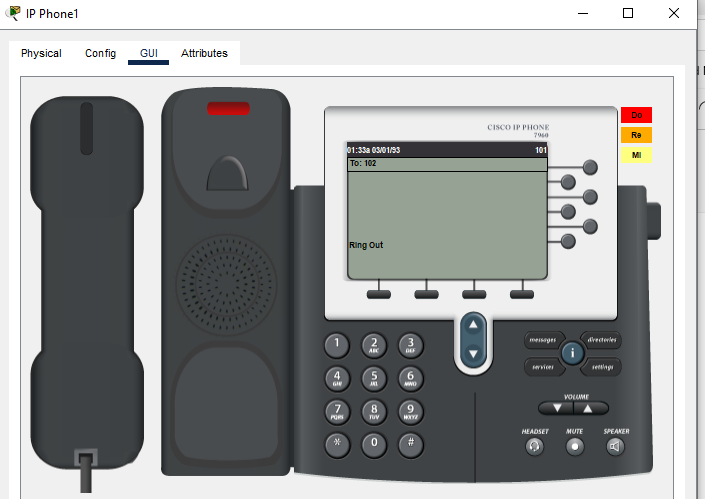 IP Phone1
Physical Config GUI Attributes
CISCO IP PHONE
7960
Do
Re
Mi
01:33a 03/01/93 101
To: 102
Ring Out
1 2 ABC 3 DEF
4 GHI 5 JKL 6 MNO
7 PQRS 8 TUV 9 WXYZ
* 0 #
messages directories
i
services settings
VOLUME
HEADSET MUTE SPEAKER